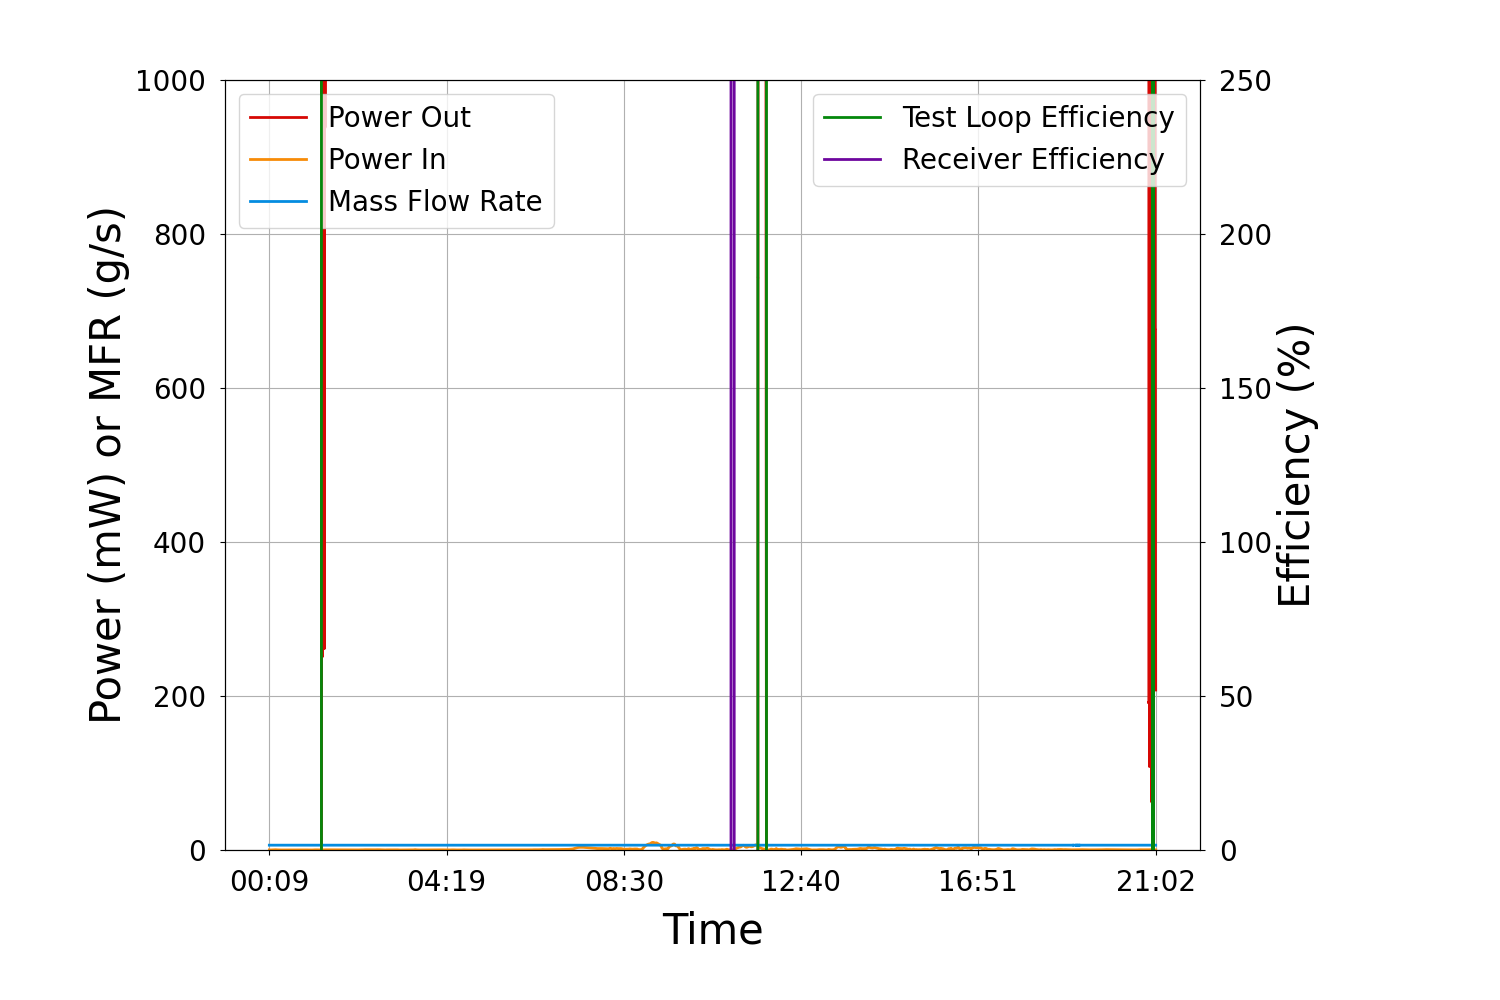 1000
800
600
400
200
0
Power (mW) or MFR (g/s)
Power Out
Power In
Mass Flow Rate
Test Loop Efficiency
Receiver Efficiency
250
200
150
100
50
0
Efficiency (%)
00:09 04:19 08:30 12:40 16:51 21:02
Time